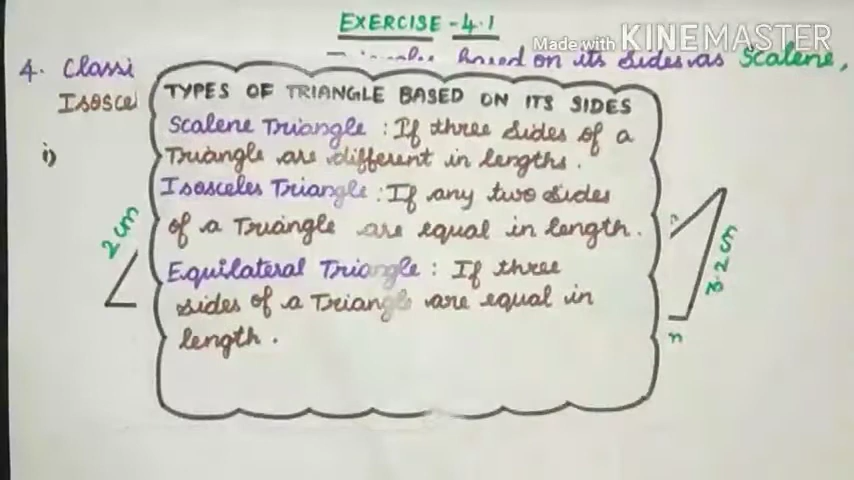 EXERCISE - 4.1
Made with KINEMASTER
4. Classi
based on its sides as Scalene,
Isoscel
TYPES OF TRIANGLE BASED ON ITS SIDES
Scalene Triangle : If three sides of a
Triangle are different in lengths.
i)
Isosceles Triangle : If any two sides
of a Triangle are equal in length.
2 cm
3.2 cm
Equilateral Triangle : If three
sides of a Triangle are equal in
length.